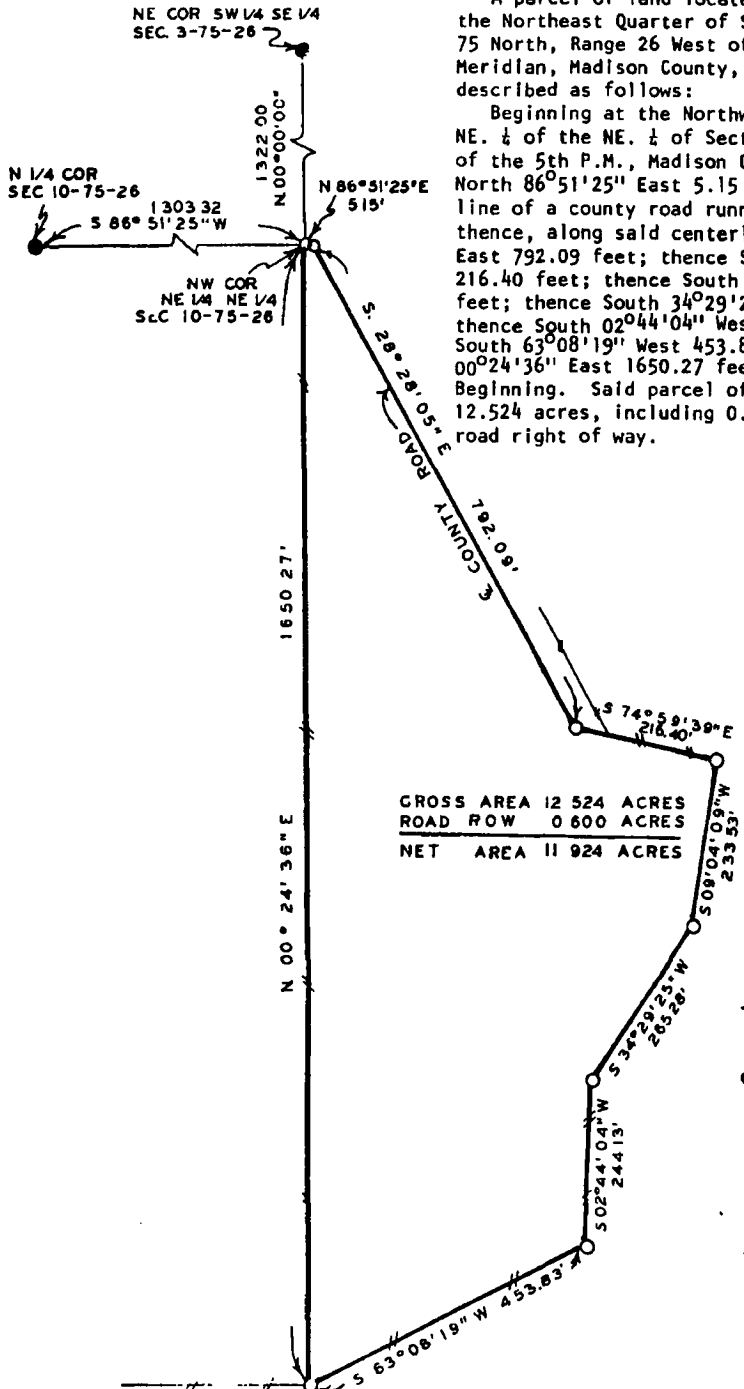 NE COR SW 1/4 SE 1/4
SEC. 3-75-26
1322 00
N. 00°00'00"
N 1/4 COR
SEC 10-75-26
1303 32
S 86° 51'25"W
N 86°51'25"E
5 15'
NW COR
NE 1/4 NE 1/4
SEC 10-75-26
A parcel of land located
the Northeast Quarter of S
75 North, Range 26 West of
Meridian, Madison County,
described as follows:
Beginning at the Northw
NE. ¼ of the NE. ¼ of Sect
of the 5th P.M., Madison C
North 86°51'25" East 5.15
line of a county road runn
thence, along said center
East 792.09 feet; thence S
216.40 feet; thence South
feet; thence South 34°29'2
thence South 02°44'04" Wes
South 63°08'19" West 453.8
00°24'36" East 1650.27 fee
Beginning. Said parcel of
12.524 acres, including 0.
road right of way.
S. 28° 28' 05" E
792.09'
℄ COUNTY ROAD
1650 27'
N 00° 24' 36" E
S 74° 59'39"E
216.40'
GROSS AREA 12 524 ACRES
ROAD ROW 0 600 ACRES
NET AREA 11 924 ACRES
S 09°04'09"W
233 53'
S 34°29'25"W
265.28'
S 02°44'04"W
244 13'
S 63°08'19" W 453.83'